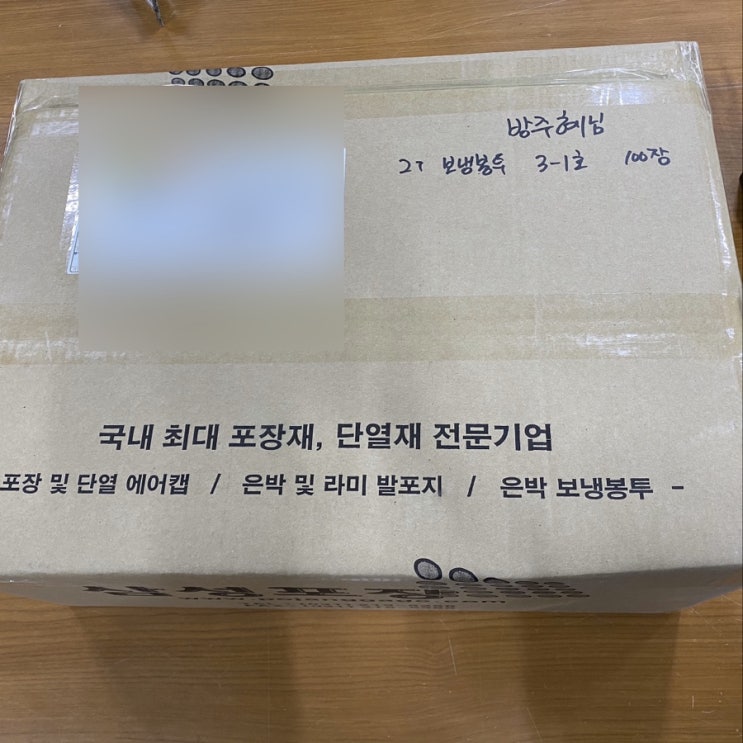 방주혜님
2T 보냉봉투 3-1호 100장
국내 최대 포장재, 단열재 전문기업
포장 및 단열 에어캡 / 은박 및 라미 발포지 / 은박 보냉봉투 -